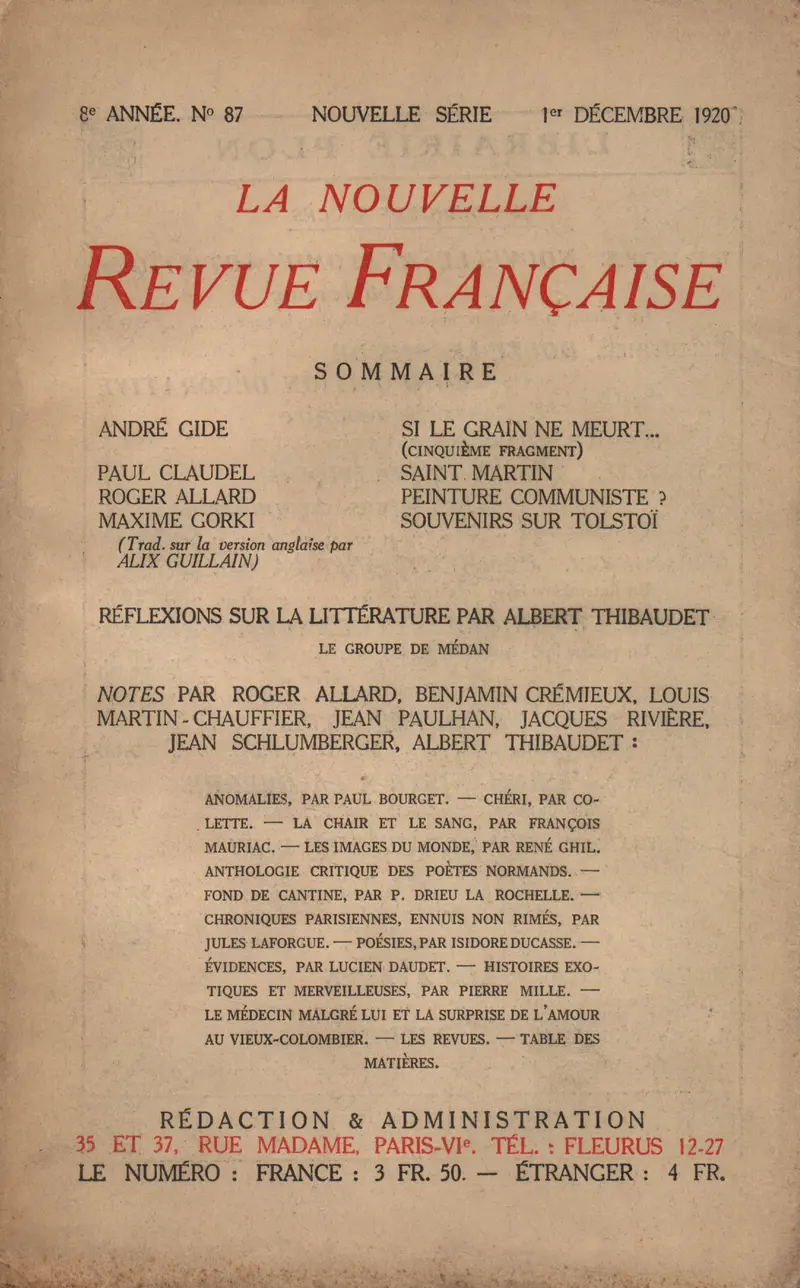 8e ANNÉE. No 87 NOUVELLE SÉRIE 1er DÉCEMBRE 1920
LA NOUVELLE
REVUE FRANÇAISE
SOMMAIRE
ANDRÉ GIDE SI LE GRAIN NE MEURT...
(CINQUIÈME FRAGMENT)
PAUL CLAUDEL SAINT MARTIN
ROGER ALLARD PEINTURE COMMUNISTE ?
MAXIME GORKI SOUVENIRS SUR TOLSTOÏ
(Trad. sur la version anglaise par
ALIX GUILLAIN)
RÉFLEXIONS SUR LA LITTÉRATURE PAR ALBERT THIBAUDET
LE GROUPE DE MÉDAN
NOTES PAR ROGER ALLARD, BENJAMIN CRÉMIEUX, LOUIS
MARTIN-CHAUFFIER, JEAN PAULHAN, JACQUES RIVIÈRE,
JEAN SCHLUMBERGER, ALBERT THIBAUDET :
ANOMALIES, PAR PAUL BOURGET. — CHÉRI, PAR CO-
LETTE. — LA CHAIR ET LE SANG, PAR FRANÇOIS
MAURIAC. — LES IMAGES DU MONDE, PAR RENÉ GHIL.
ANTHOLOGIE CRITIQUE DES POÈTES NORMANDS. —
FOND DE CANTINE, PAR P. DRIEU LA ROCHELLE. —
CHRONIQUES PARISIENNES, ENNUIS NON RIMÉS, PAR
JULES LAFORGUE. — POÉSIES, PAR ISIDORE DUCASSE. —
ÉVIDENCES, PAR LUCIEN DAUDET. — HISTOIRES EXO-
TIQUES ET MERVEILLEUSES, PAR PIERRE MILLE. —
LE MÉDECIN MALGRÉ LUI ET LA SURPRISE DE L'AMOUR
AU VIEUX-COLOMBIER. — LES REVUES. — TABLE DES
MATIÈRES.
RÉDACTION & ADMINISTRATION
35 ET 37, RUE MADAME, PARIS-VIe. TÉL. : FLEURUS 12-27
LE NUMÉRO : FRANCE : 3 FR. 50. — ÉTRANGER : 4 FR.